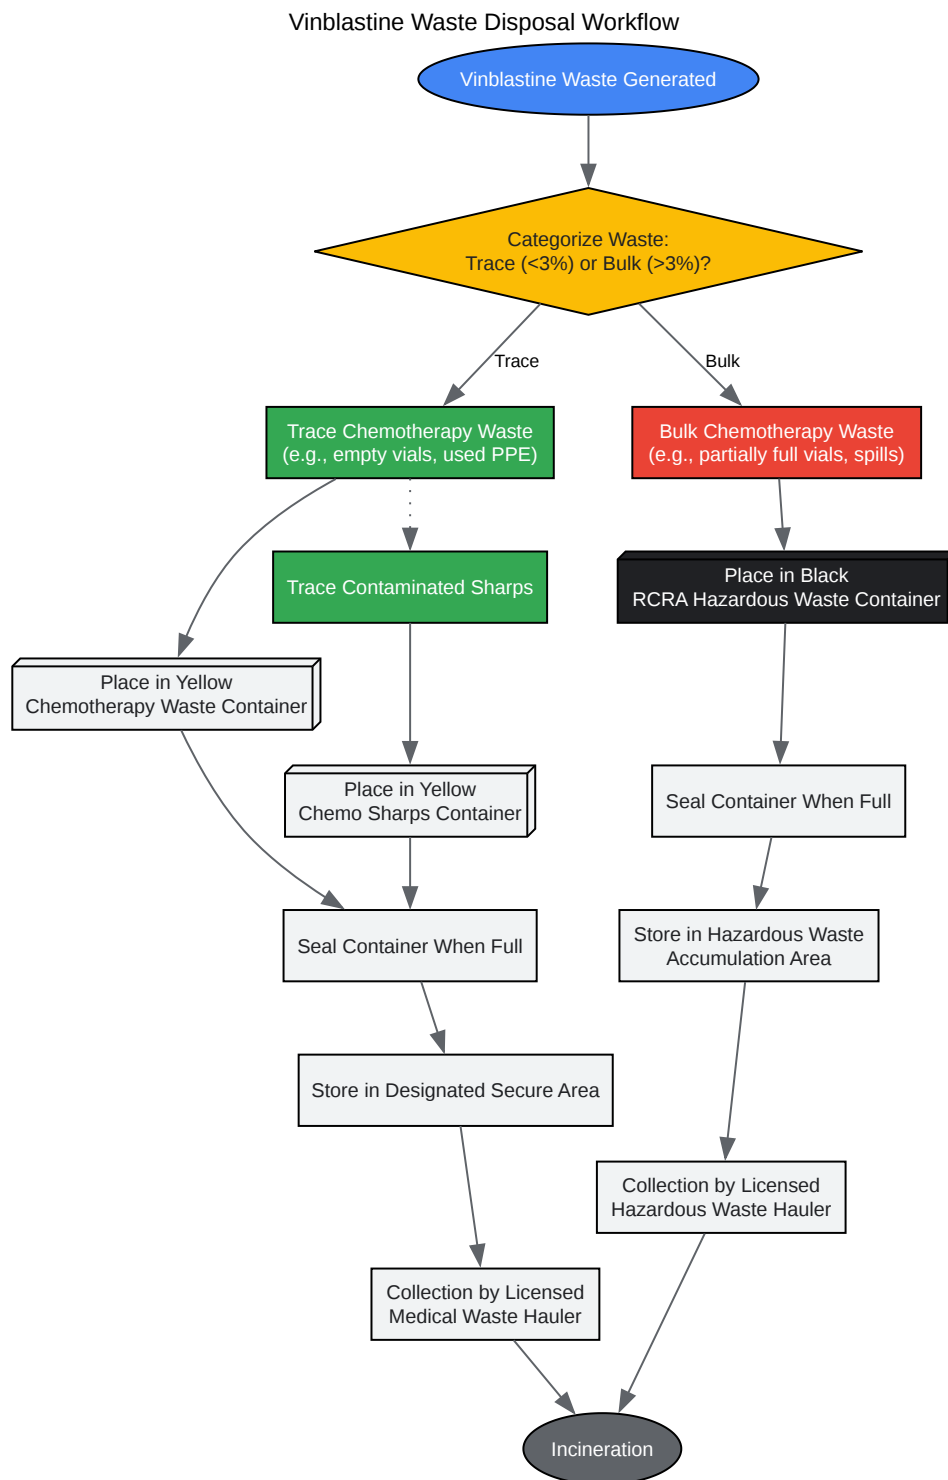 Vinblastine Waste Disposal Workflow
Vinblastine Waste Generated
Categorize Waste:
Trace (<3%) or Bulk (>3%)?
Trace
Bulk
Trace Chemotherapy Waste
(e.g., empty vials, used PPE)
Bulk Chemotherapy Waste
(e.g., partially full vials, spills)
Trace Contaminated Sharps
Place in Black
RCRA Hazardous Waste Container
Place in Yellow
Chemotherapy Waste Container
Place in Yellow
Chemo Sharps Container
Seal Container When Full
Seal Container When Full
Store in Hazardous Waste
Accumulation Area
Store in Designated Secure Area
Collection by Licensed
Hazardous Waste Hauler
Collection by Licensed
Medical Waste Hauler
Incineration